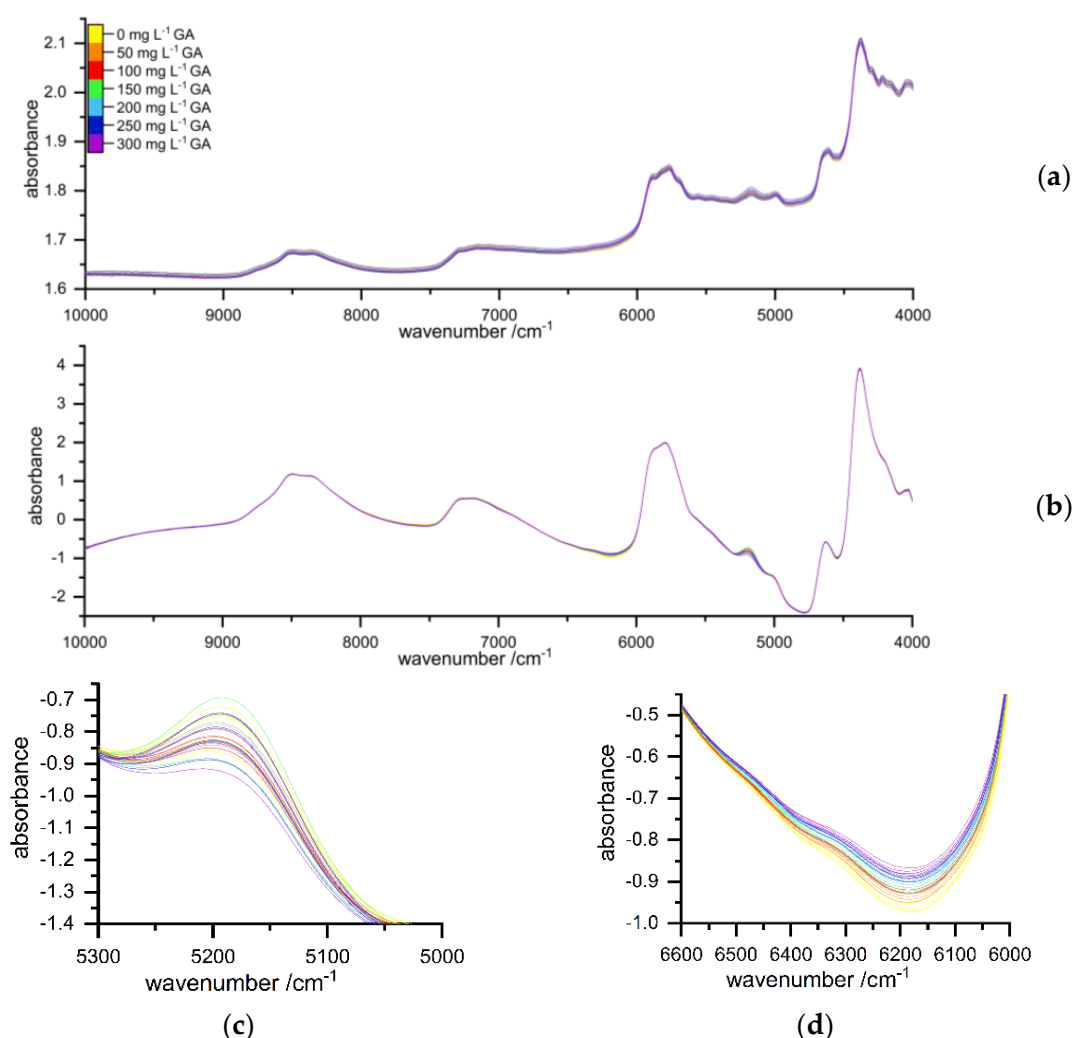 0 mg L⁻¹ GA
50 mg L⁻¹ GA
100 mg L⁻¹ GA
150 mg L⁻¹ GA
200 mg L⁻¹ GA
250 mg L⁻¹ GA
300 mg L⁻¹ GA
2.1
2.0
1.9
1.8
1.7
1.6
absorbance
10000 9000 8000 7000 6000 5000 4000
wavenumber /cm⁻¹
(a)
4
3
2
1
0
-1
-2
absorbance
10000 9000 8000 7000 6000 5000 4000
wavenumber /cm⁻¹
(b)
-0.7
-0.8
-0.9
-1.0
-1.1
-1.2
-1.3
-1.4
absorbance
5300 5200 5100 5000
wavenumber /cm⁻¹
(c)
-0.5
-0.6
-0.7
-0.8
-0.9
-1.0
absorbance
6600 6500 6400 6300 6200 6100 6000
wavenumber /cm⁻¹
(d)